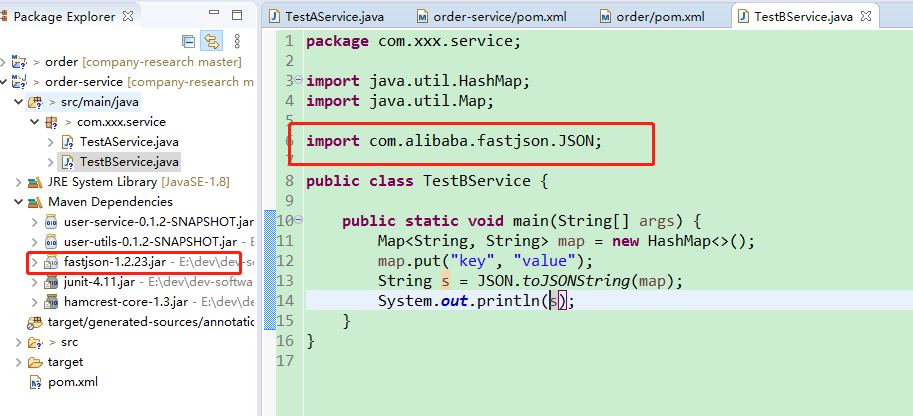 Package Explorer
order [company-research master]
order-service [company-research master]
src/main/java
com.xxx.service
TestAService.java
TestBService.java
JRE System Library [JavaSE-1.8]
Maven Dependencies
user-service-0.1.2-SNAPSHOT.jar
user-utils-0.1.2-SNAPSHOT.jar - E:
fastjson-1.2.23.jar - E:\dev\dev-so
junit-4.11.jar - E:\dev\dev-softwa
hamcrest-core-1.3.jar - E:\dev\dev
target/generated-sources/annotatio
src
target
pom.xml
TestAService.java order-service/pom.xml order/pom.xml TestBService.java
1 package com.xxx.service;
2
3 import java.util.HashMap;
4 import java.util.Map;
5
6 import com.alibaba.fastjson.JSON;
7
8 public class TestBService {
9
10 public static void main(String[] args) {
11 Map<String, String> map = new HashMap<>();
12 map.put("key", "value");
13 String s = JSON.toJSONString(map);
14 System.out.println(s);
15 }
16 }
17